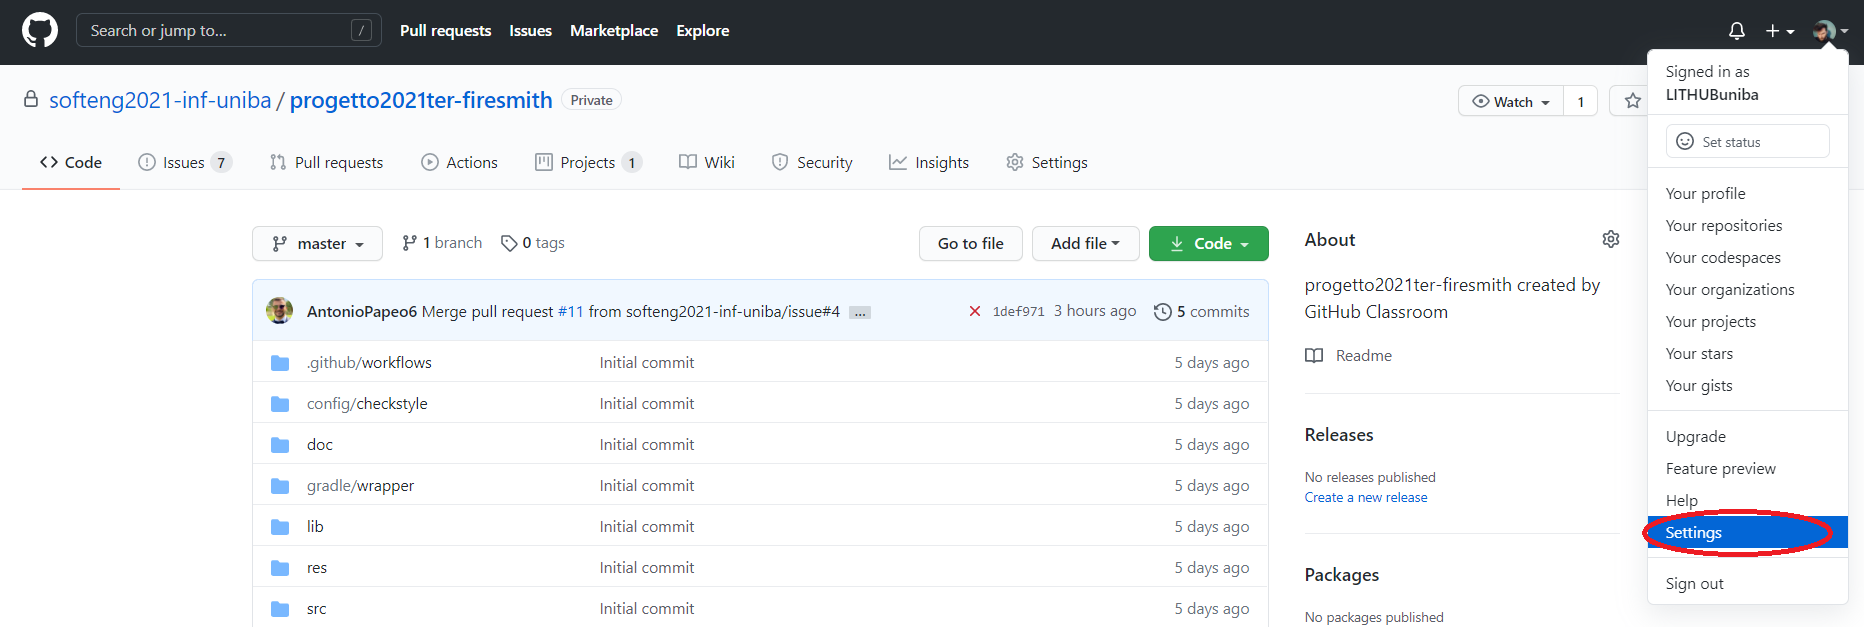 Search or jump to... /
Pull requests Issues Marketplace Explore
softeng2021-inf-uniba / progetto2021ter-firesmith Private
Watch 1
Code Issues 7 Pull requests Actions Projects 1 Wiki Security Insights Settings
master 1 branch 0 tags
Go to file Add file Code
AntonioPapeo6 Merge pull request #11 from softeng2021-inf-uniba/issue#4 ... 1def971 3 hours ago 5 commits
.github/workflows Initial commit 5 days ago
config/checkstyle Initial commit 5 days ago
doc Initial commit 5 days ago
gradle/wrapper Initial commit 5 days ago
lib Initial commit 5 days ago
res Initial commit 5 days ago
src Initial commit 5 days ago
About
progetto2021ter-firesmith created by
GitHub Classroom
Readme
Releases
No releases published
Create a new release
Packages
No packages published
Signed in as
LITHUBuniba
Set status
Your profile
Your repositories
Your codespaces
Your organizations
Your projects
Your stars
Your gists
Upgrade
Feature preview
Help
Settings
Sign out